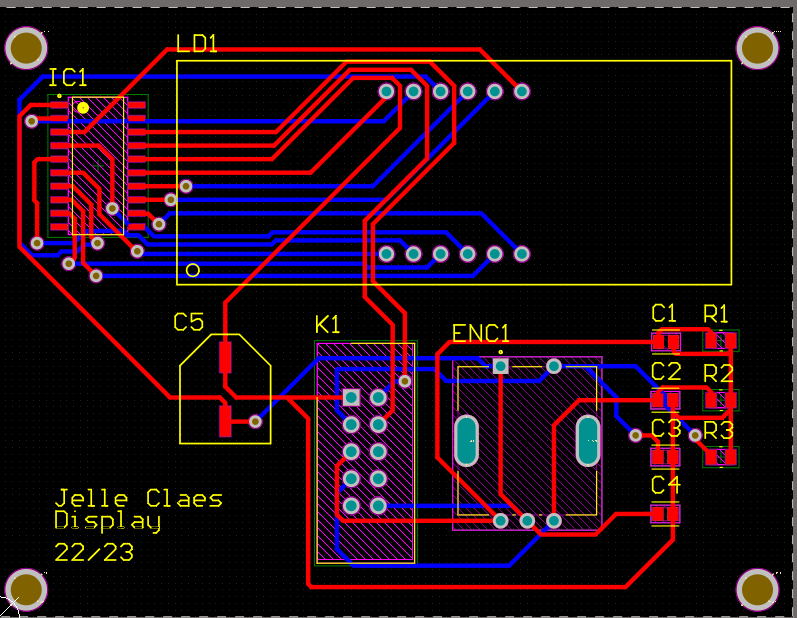 LD1
IC1
C5
K1
ENC1
C1 R1
C2 R2
C3 R3
C4
Jelle Claes
Display
22/23